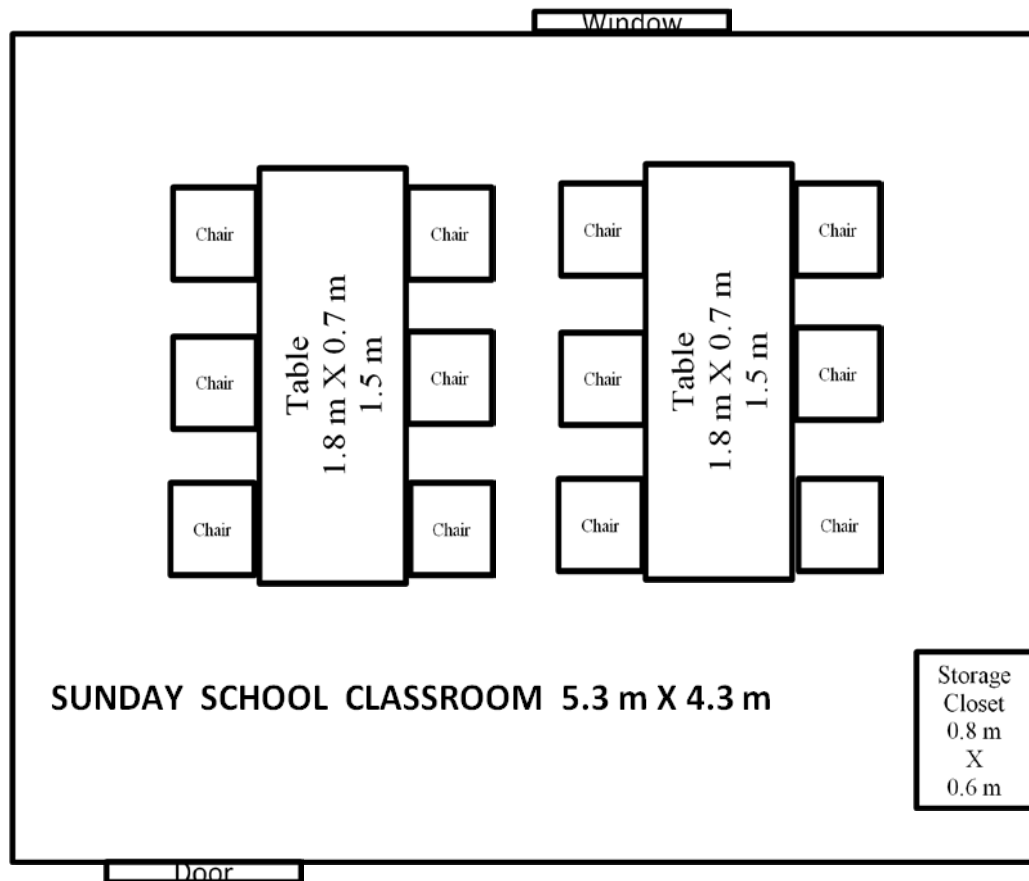 Window
Chair
Chair
Chair
Chair
Chair
Chair
Table
1.8 m X 0.7 m
1.5 m
Chair
Chair
Chair
Chair
Chair
Chair
Table
1.8 m X 0.7 m
1.5 m
SUNDAY SCHOOL CLASSROOM 5.3 m X 4.3 m
Storage
Closet
0.8 m
X
0.6 m
Door